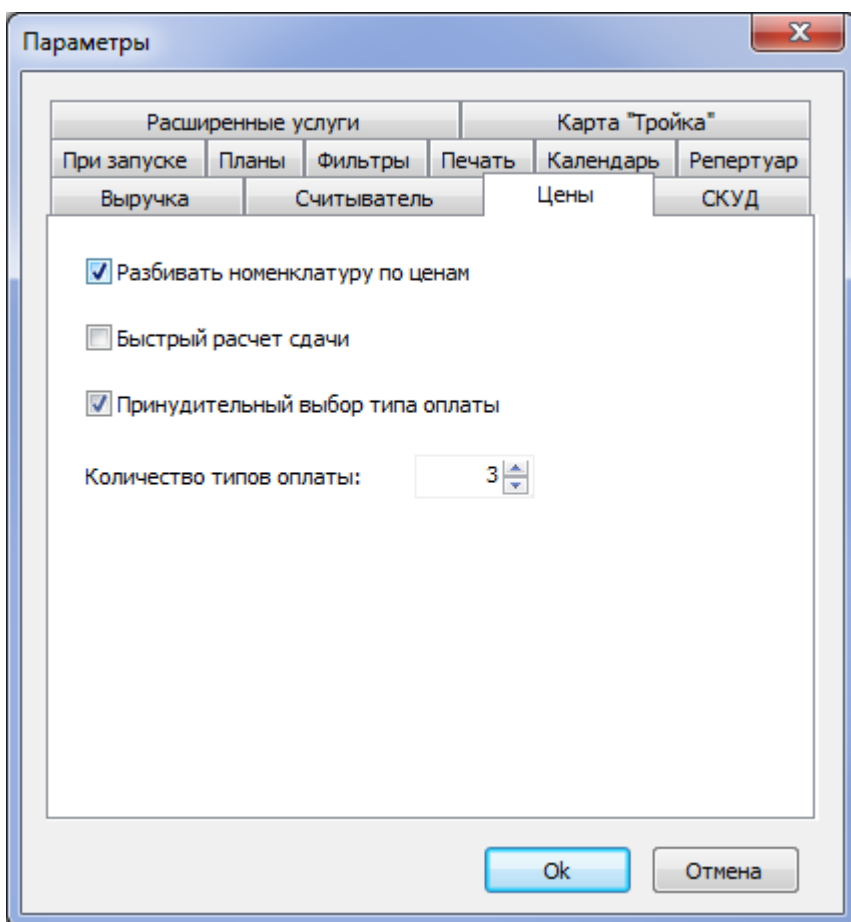 Параметры
Расширенные услуги Карта "Тройка"
При запуске Планы Фильтры Печать Календарь Репертуар
Выручка Считыватель Цены СКУД
Разбивать номенклатуру по ценам
Быстрый расчет сдачи
Принудительный выбор типа оплаты
Количество типов оплаты: 3
Ok Отмена